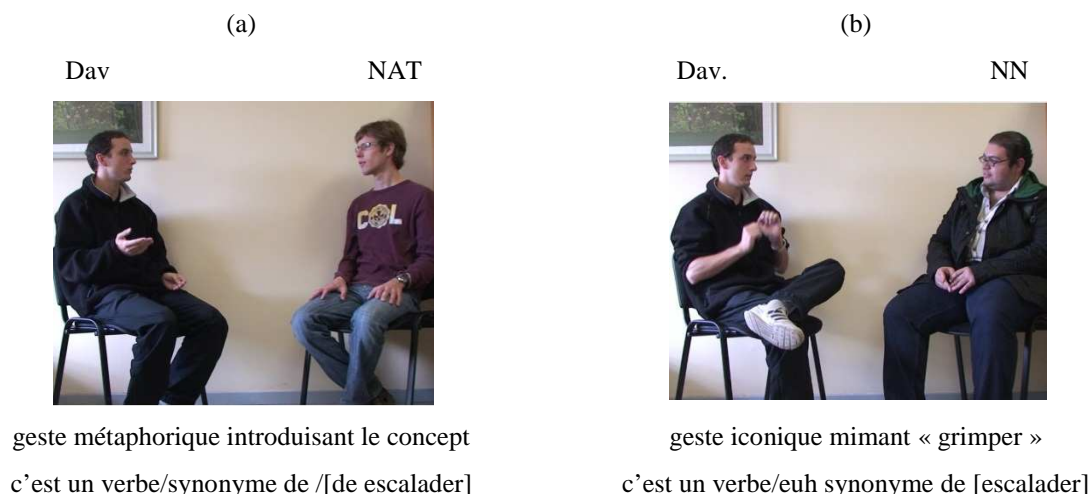 (a)
(b)
Dav
NAT
Dav.
NN
COL
geste métaphorique introduisant le concept
geste iconique mimant « grimper »
c'est un verbe/synonyme de /[de escalader]
c'est un verbe/euh synonyme de [escalader]